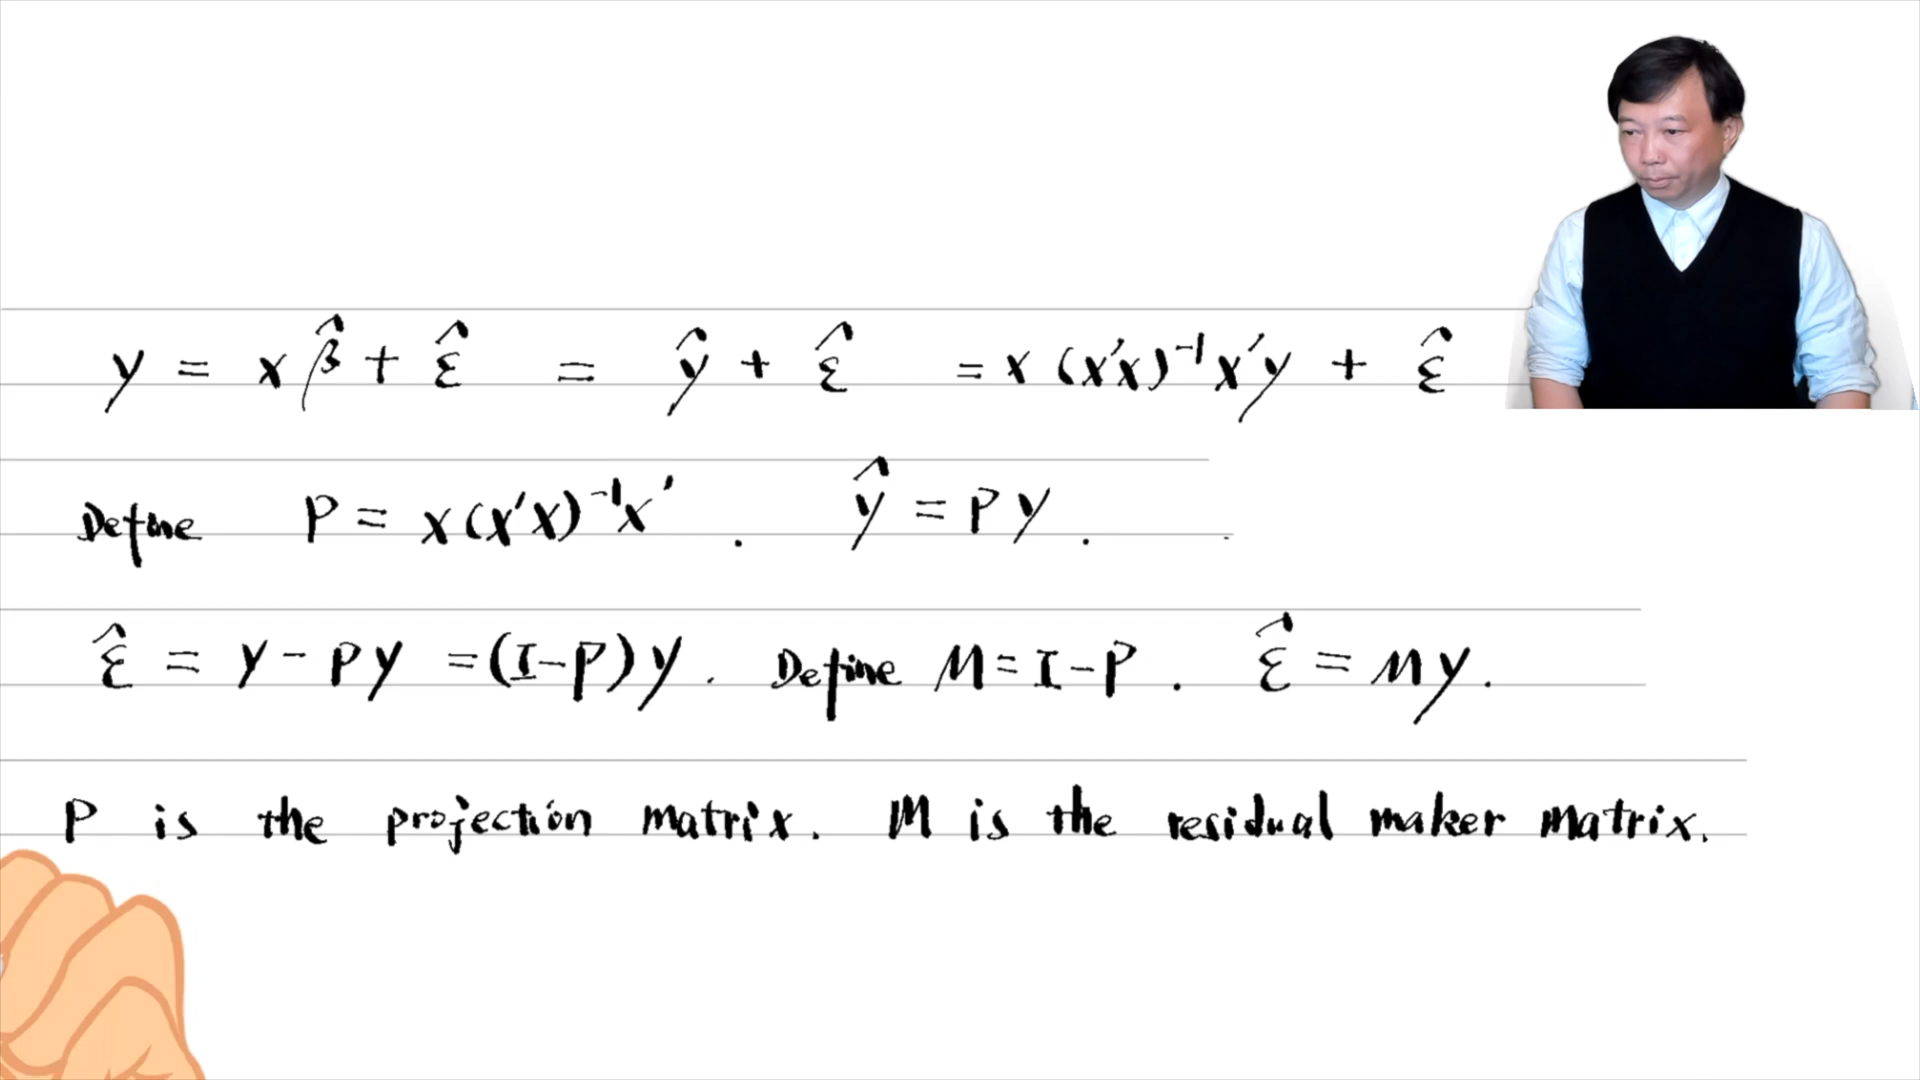 y = xβ̂ + ε̂ = ŷ + ε̂ = x(x'x)⁻¹x'y + ε̂
Define P = x(x'x)⁻¹x' . ŷ = Py .
ε̂ = y - Py = (I-P)y . Define M = I - P . ε̂ = My .
P is the projection matrix. M is the residual maker matrix.